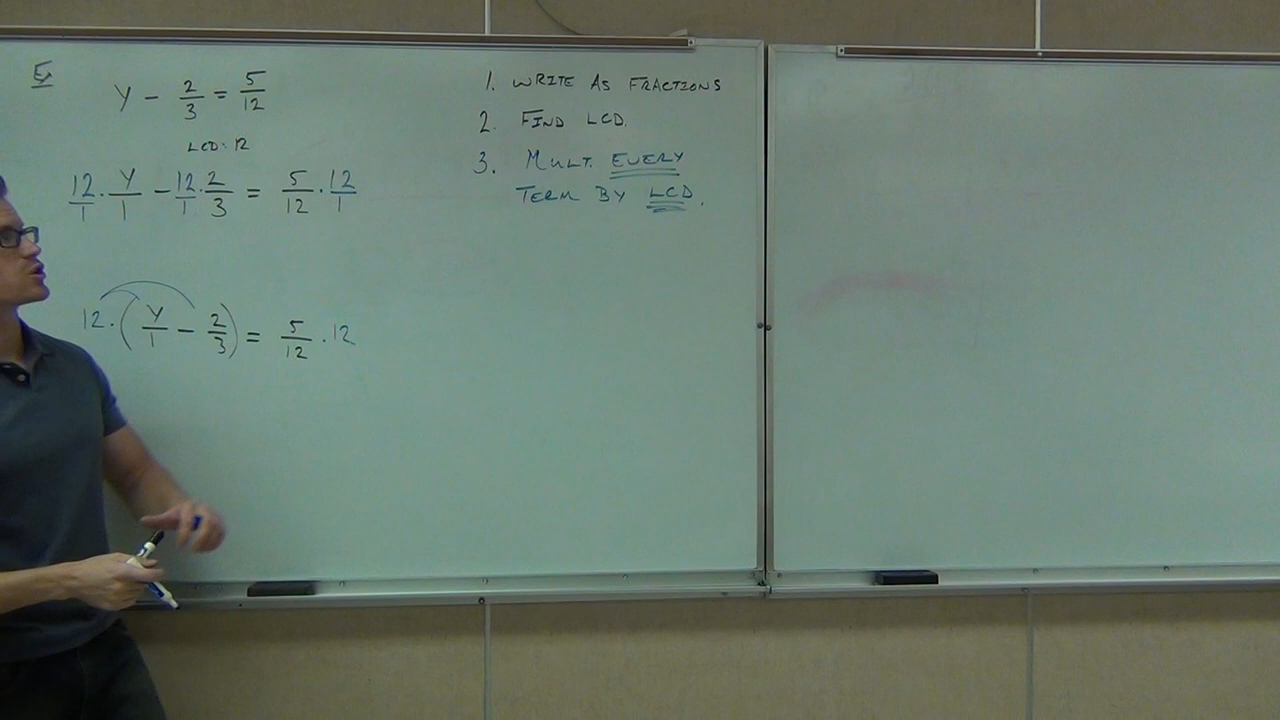 Ex
y - 2/3 = 5/12
LCD: 12
12/1 · y/1 - 12/1 · 2/3 = 5/12 · 12/1
12 · (y/1 - 2/3) = 5/12 · 12
1. WRITE AS FRACTIONS
2. FIND LCD.
3. MULT. EVERY
TERM BY LCD.